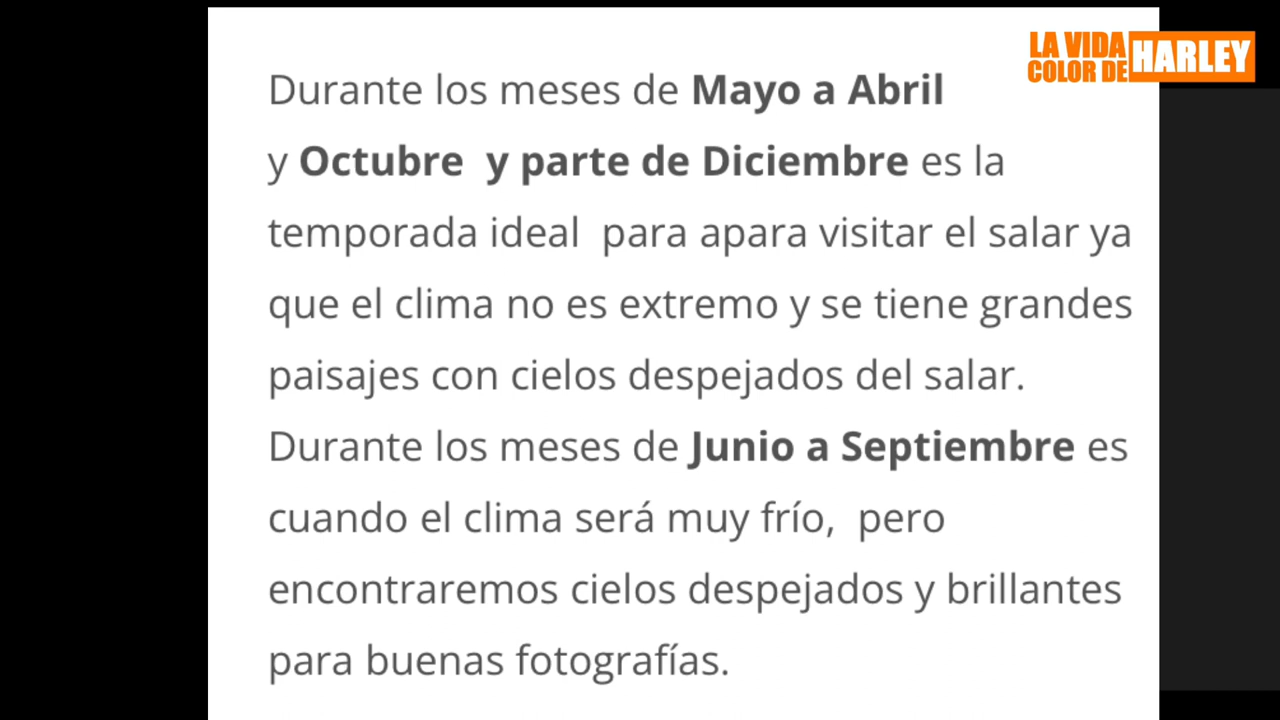 LA VIDA
COLOR DE HARLEY
Durante los meses de Mayo a Abril
y Octubre  y parte de Diciembre es la
temporada ideal  para apara visitar el salar ya
que el clima no es extremo y se tiene grandes
paisajes con cielos despejados del salar.
Durante los meses de Junio a Septiembre es
cuando el clima será muy frío,  pero
encontraremos cielos despejados y brillantes
para buenas fotografías.